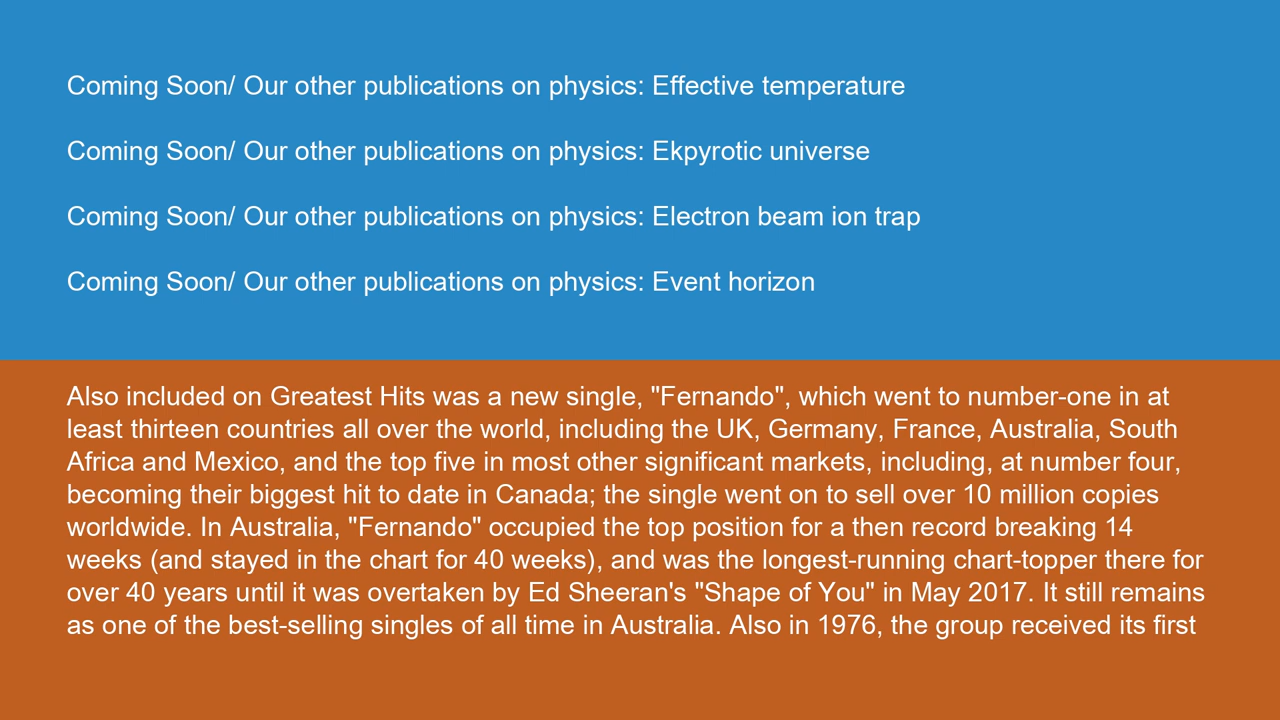 Coming Soon/ Our other publications on physics: Effective temperature
Coming Soon/ Our other publications on physics: Ekpyrotic universe
Coming Soon/ Our other publications on physics: Electron beam ion trap
Coming Soon/ Our other publications on physics: Event horizon
Also included on Greatest Hits was a new single, "Fernando", which went to number-one in at
least thirteen countries all over the world, including the UK, Germany, France, Australia, South
Africa and Mexico, and the top five in most other significant markets, including, at number four,
becoming their biggest hit to date in Canada; the single went on to sell over 10 million copies
worldwide. In Australia, "Fernando" occupied the top position for a then record breaking 14
weeks (and stayed in the chart for 40 weeks), and was the longest-running chart-topper there for
over 40 years until it was overtaken by Ed Sheeran's "Shape of You" in May 2017. It still remains
as one of the best-selling singles of all time in Australia. Also in 1976, the group received its first